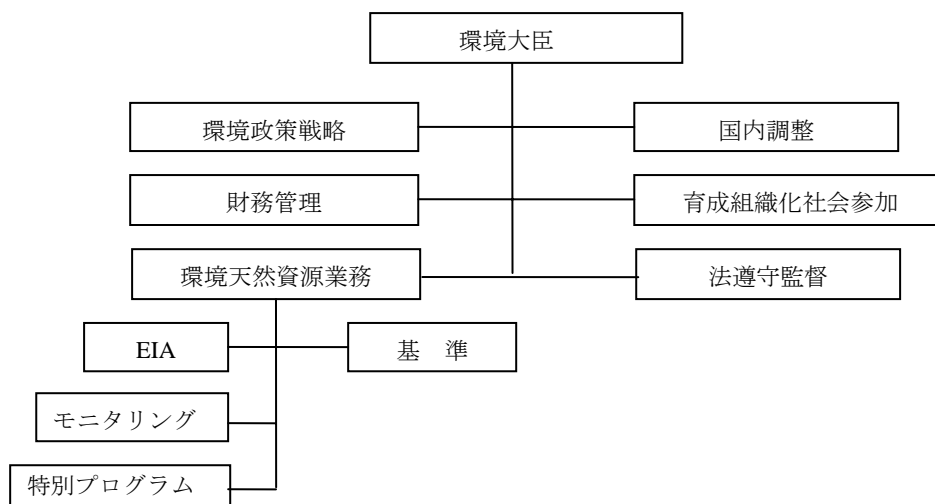 環境大臣
環境政策戦略
国内調整
財務管理
育成組織化社会参加
環境天然資源業務
法遵守監督
EIA
基　準
モニタリング
特別プログラム